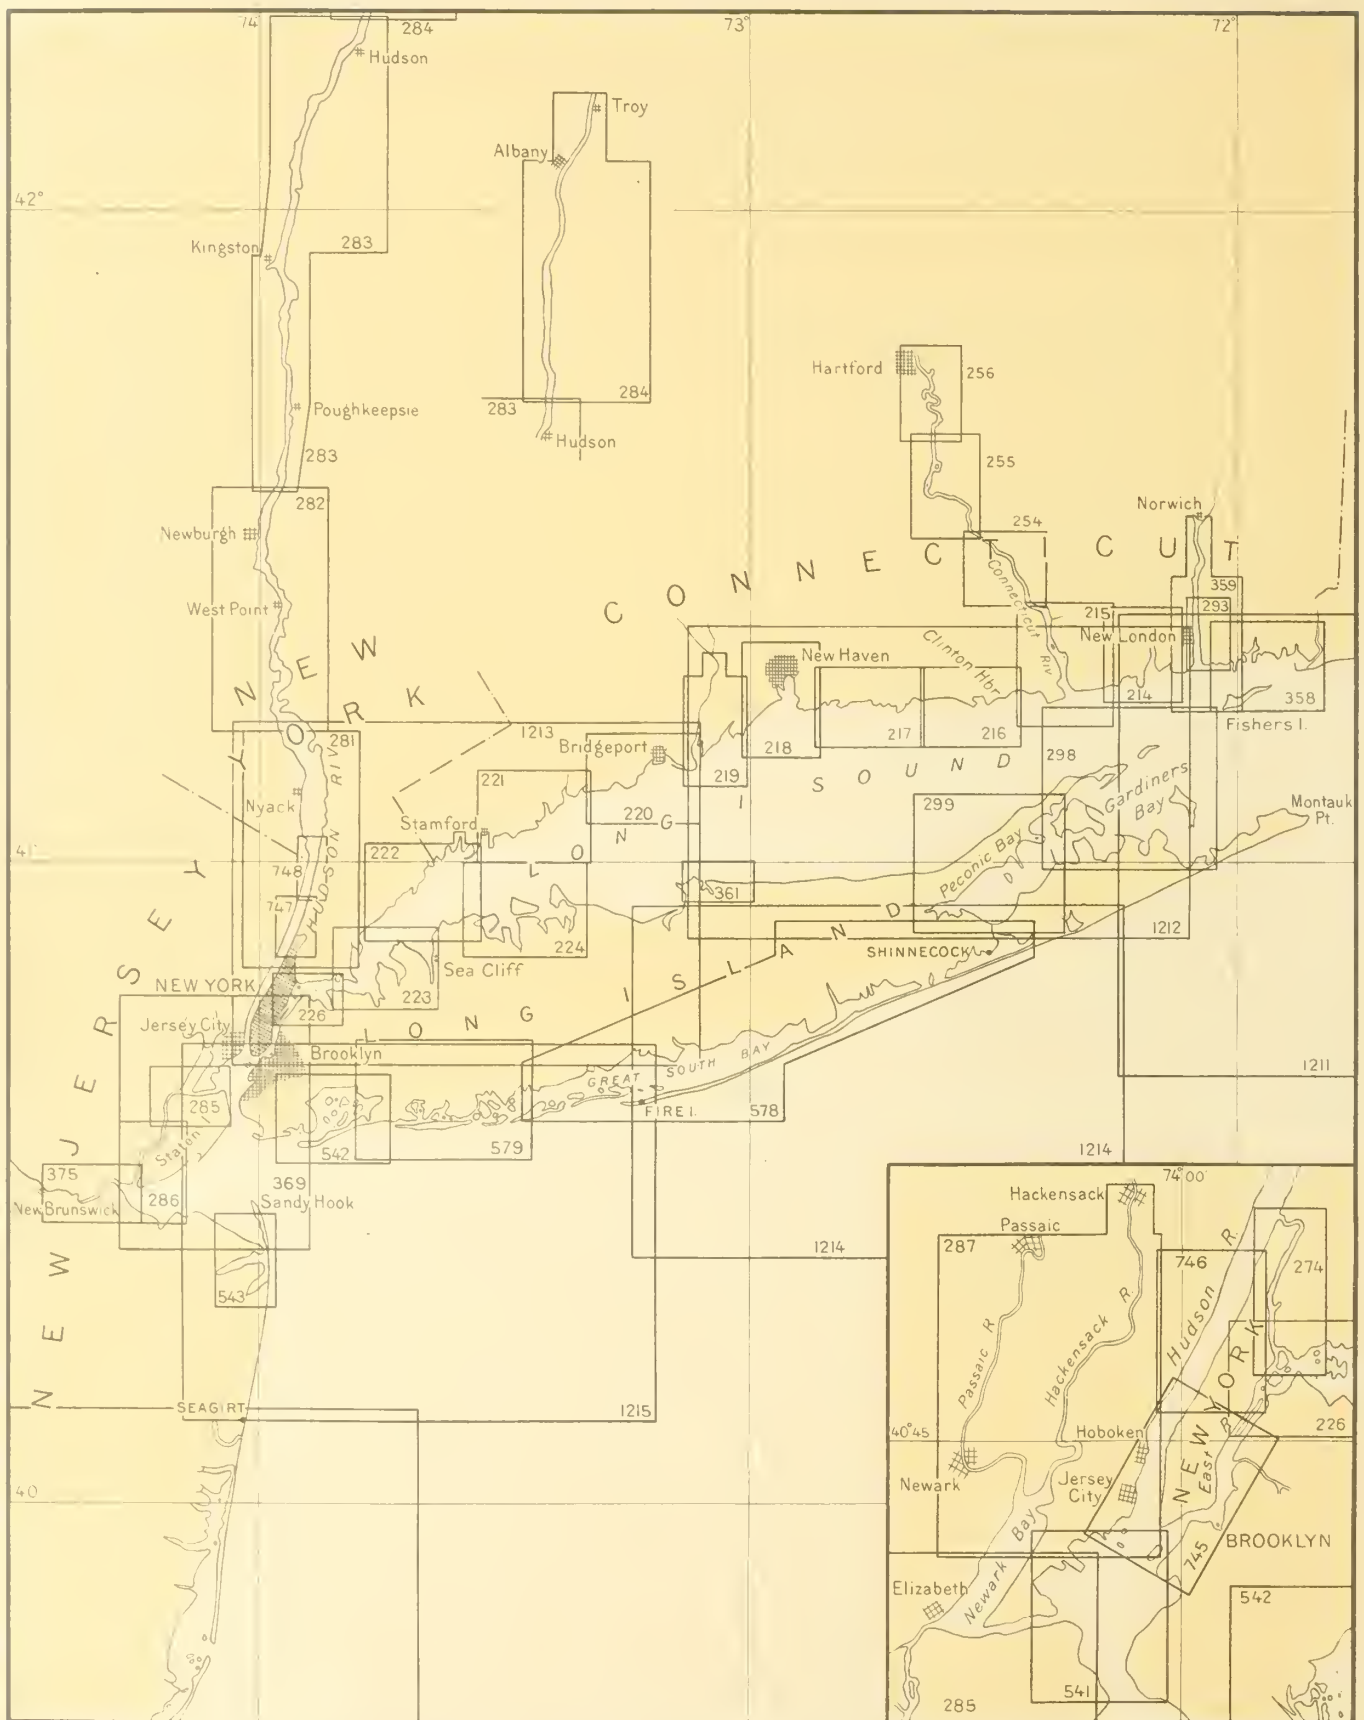 74°
73°
72°
284
Hudson
Troy
Albany
42°
Kingston
283
284
283
Hudson
Poughkeepsie
283
282
Hartford
256
255
254
Norwich
Newburgh
West Point
CONNECTICUT
Connecticut Riv
359
293
215
New London
214
358
Fishers I.
Clinton Hbr
New Haven
217
216
218
219
NEW YORK
281
1213
Bridgeport
221
220
Nyack
HUDSON RIV
Stamford
222
748
747
LONG I SOUND
298
299
Gardiners Bay
Peconic Bay
Montauk Pt.
361
224
Sea Cliff
223
1212
SHINNECOCK
NEW YORK
226
Jersey City
Brooklyn
LONG ISLAND
GREAT SOUTH BAY
FIRE I.
578
1211
285
Staten I
542
579
1214
375
New Brunswick
286
369
Sandy Hook
543
1214
NEW JERSEY
SEAGIRT
1215
40
41°
74°00'
Hackensack
Passaic
287
746
274
Passaic R
Hackensack R.
Hudson R.
40°45
Hoboken
226
Newark
Jersey City
NEW YORK
East R
745
BROOKLYN
Newark Bay
Elizabeth
542
285
541